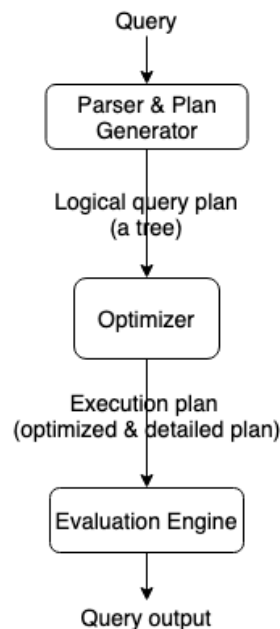 Query
Parser & Plan
Generator
Logical query plan
(a tree)
Optimizer
Execution plan
(optimized & detailed plan)
Evaluation Engine
Query output